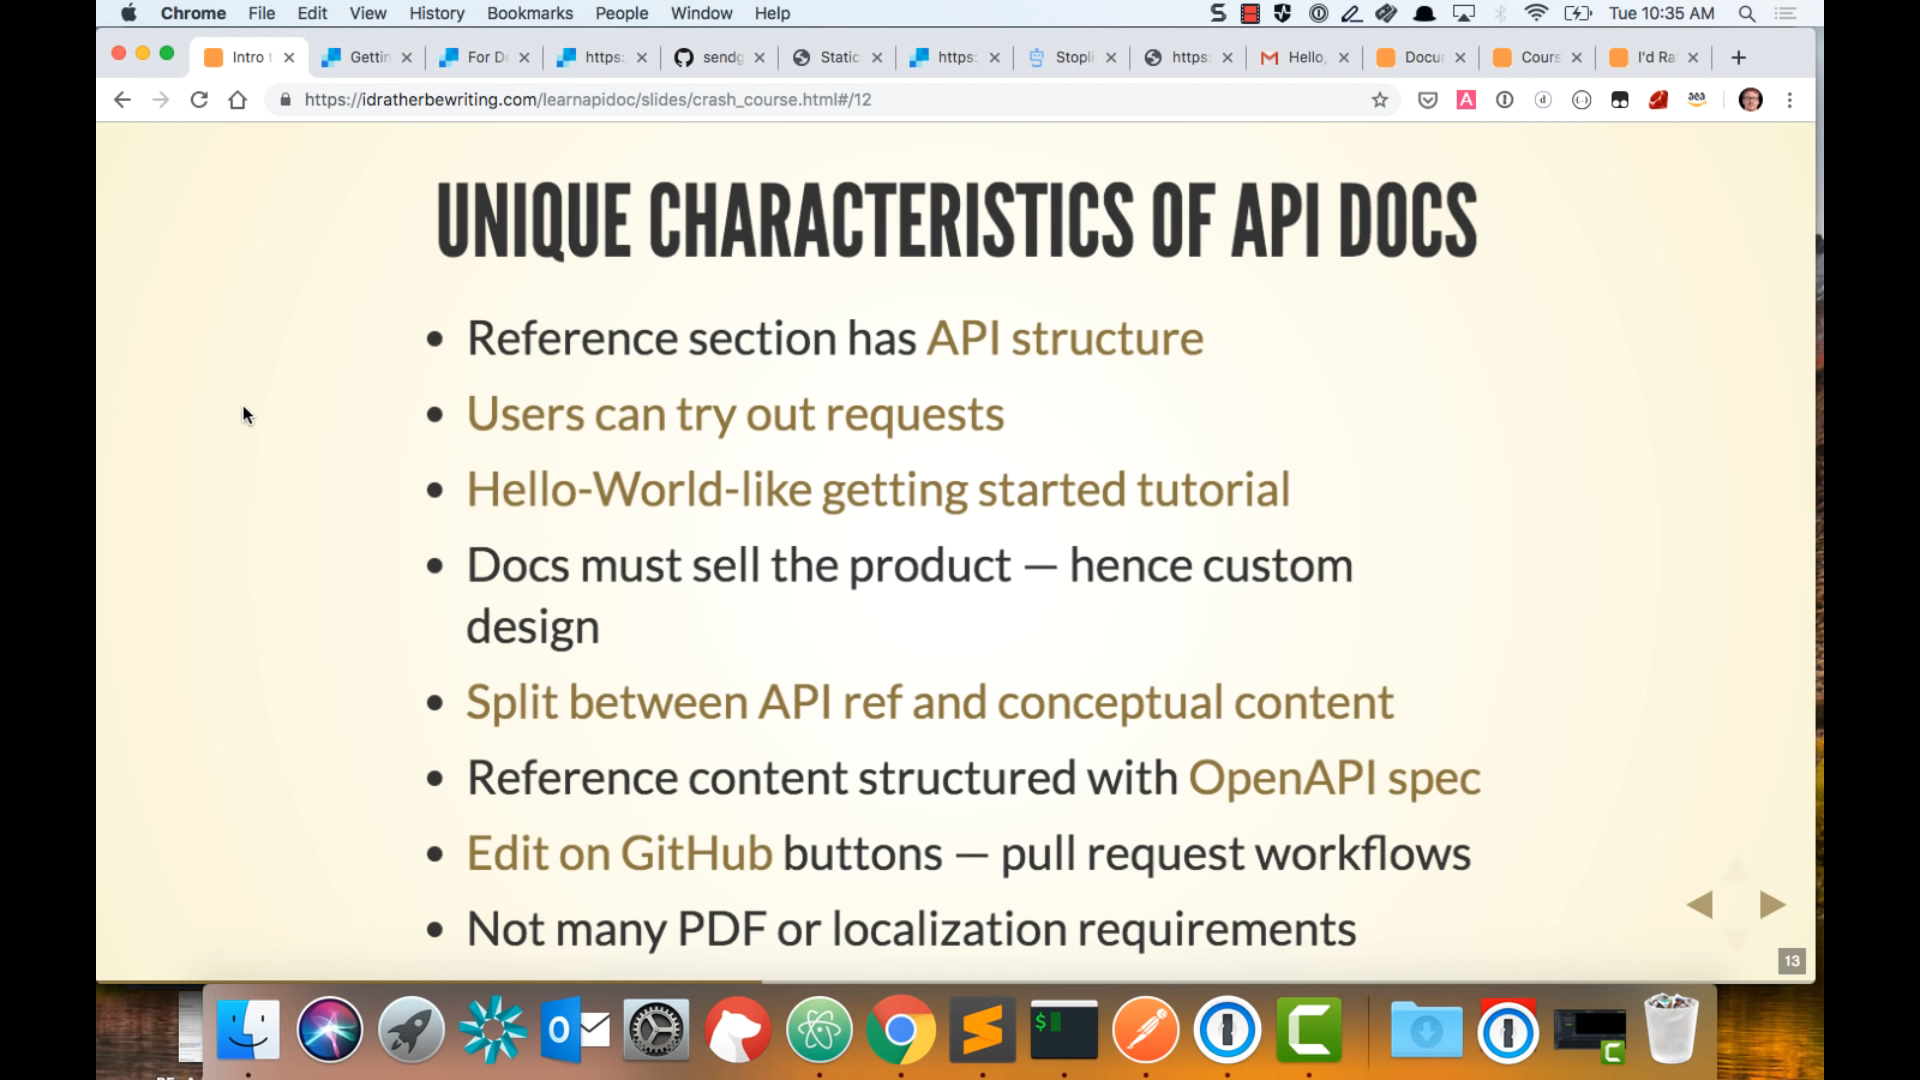 Chrome File Edit View History Bookmarks People Window Help Tue 10:35 AM
Intro t Gettin For De https: sendg Static https: Stopli https: Hello, Docum Cours I'd Ra
https://idratherbewriting.com/learnapidoc/slides/crash_course.html#/12
UNIQUE CHARACTERISTICS OF API DOCS
• Reference section has API structure
• Users can try out requests
• Hello-World-like getting started tutorial
• Docs must sell the product — hence custom
design
• Split between API ref and conceptual content
• Reference content structured with OpenAPI spec
• Edit on GitHub buttons — pull request workflows
• Not many PDF or localization requirements
13